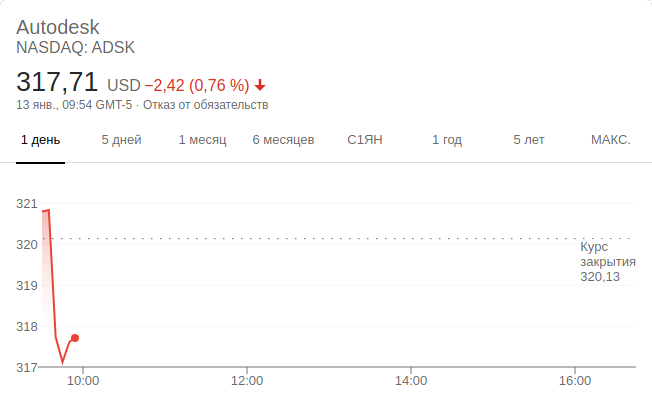 Autodesk
NASDAQ: ADSK
317,71 USD −2,42 (0,76 %)
13 янв., 09:54 GMT-5 · Отказ от обязательств
1 день 5 дней 1 месяц 6 месяцев С1ЯН 1 год 5 лет МАКС.
321
320
319
318
317
Курс
закрытия
320,13
10:00 12:00 14:00 16:00